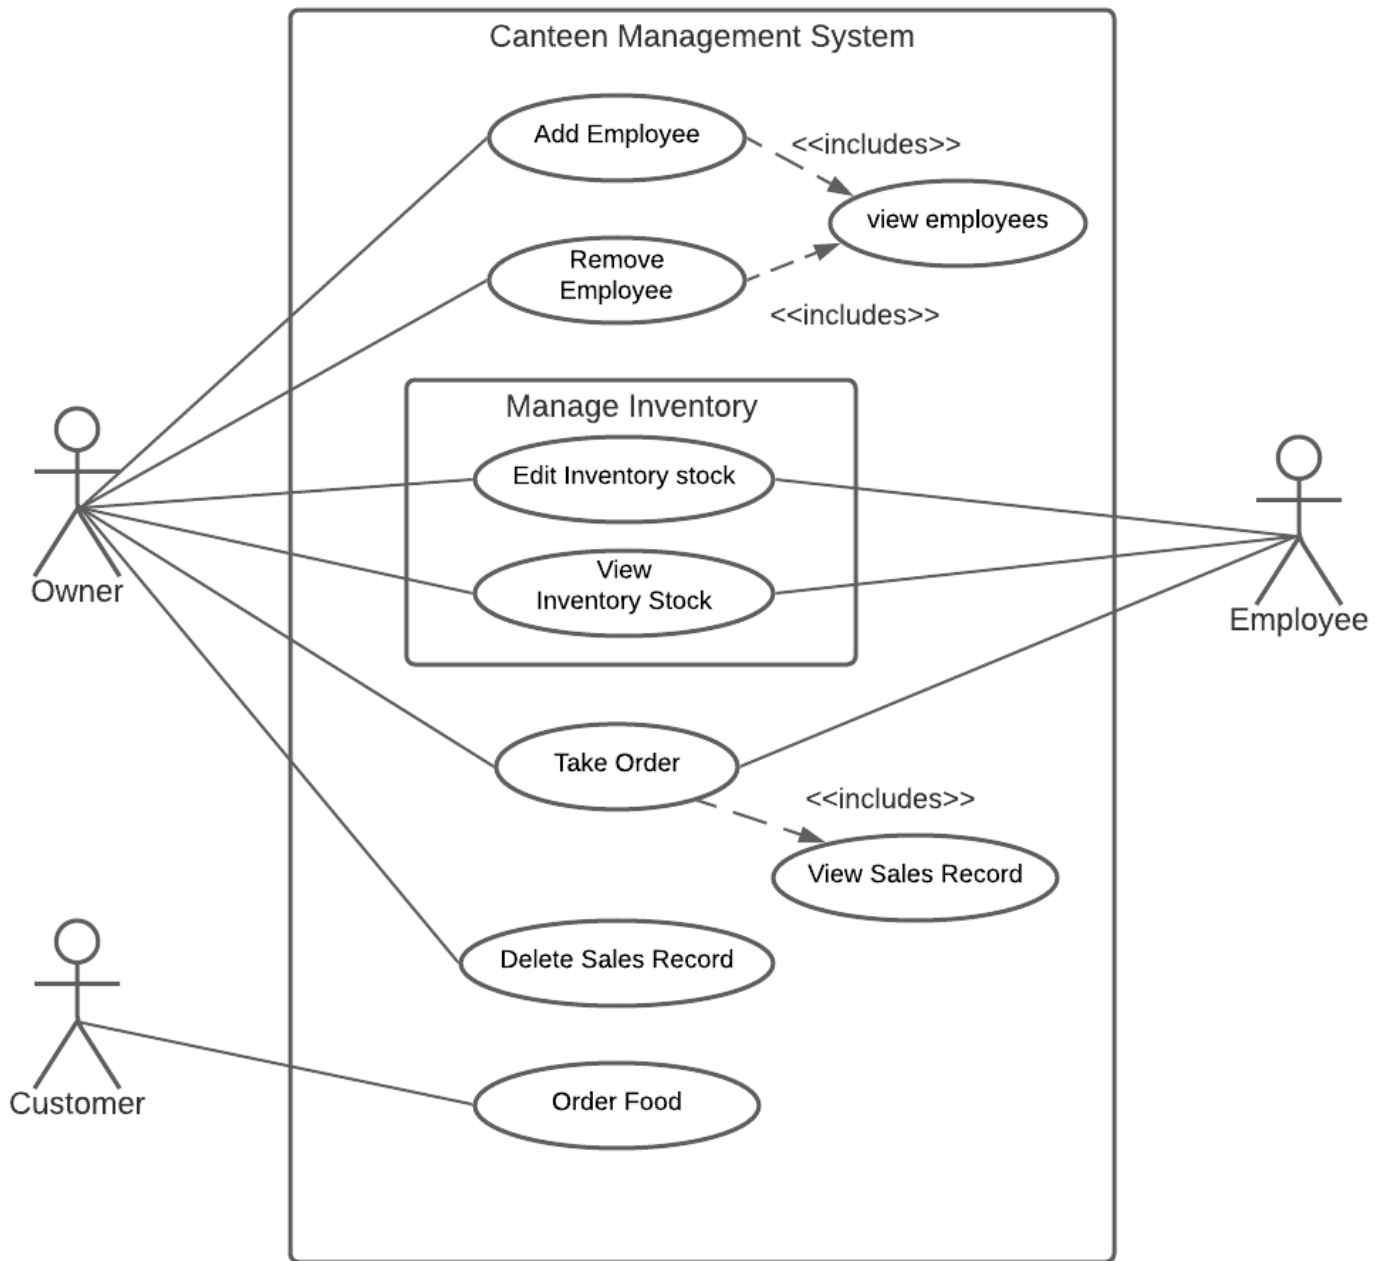 Canteen Management System
Add Employee
<<includes>>
view employees
Remove
Employee
<<includes>>
Manage Inventory
Edit Inventory stock
View
Inventory Stock
Owner
Employee
Take Order
<<includes>>
View Sales Record
Delete Sales Record
Customer
Order Food